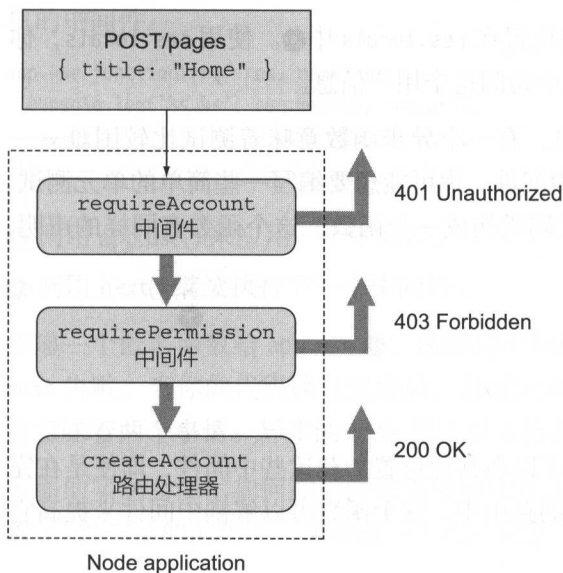 POST/pages
{ title: "Home" }
requireAccount
中间件
401 Unauthorized
requirePermission
中间件
403 Forbidden
createAccount
路由处理器
200 OK
Node application